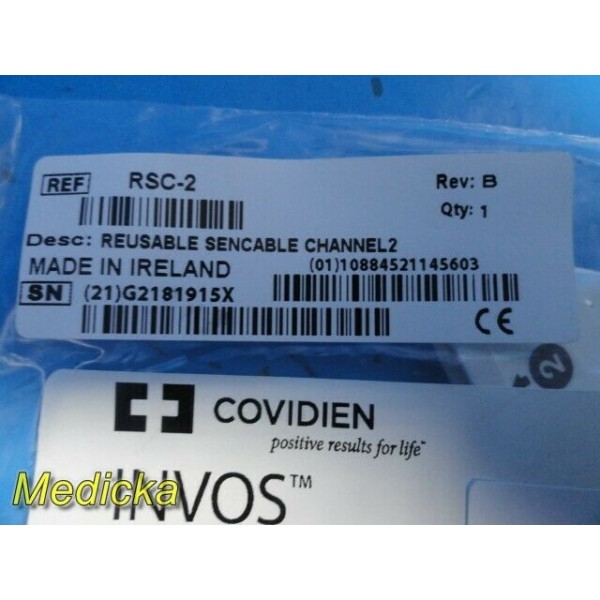 REF RSC-2 Rev: B
Qty: 1
Desc: REUSABLE SENCABLE CHANNEL2
MADE IN IRELAND (01)10884521145603
SN (21)G2181915X
CE
2
COVIDIEN
positive results for life™
INVOS™
Medicka